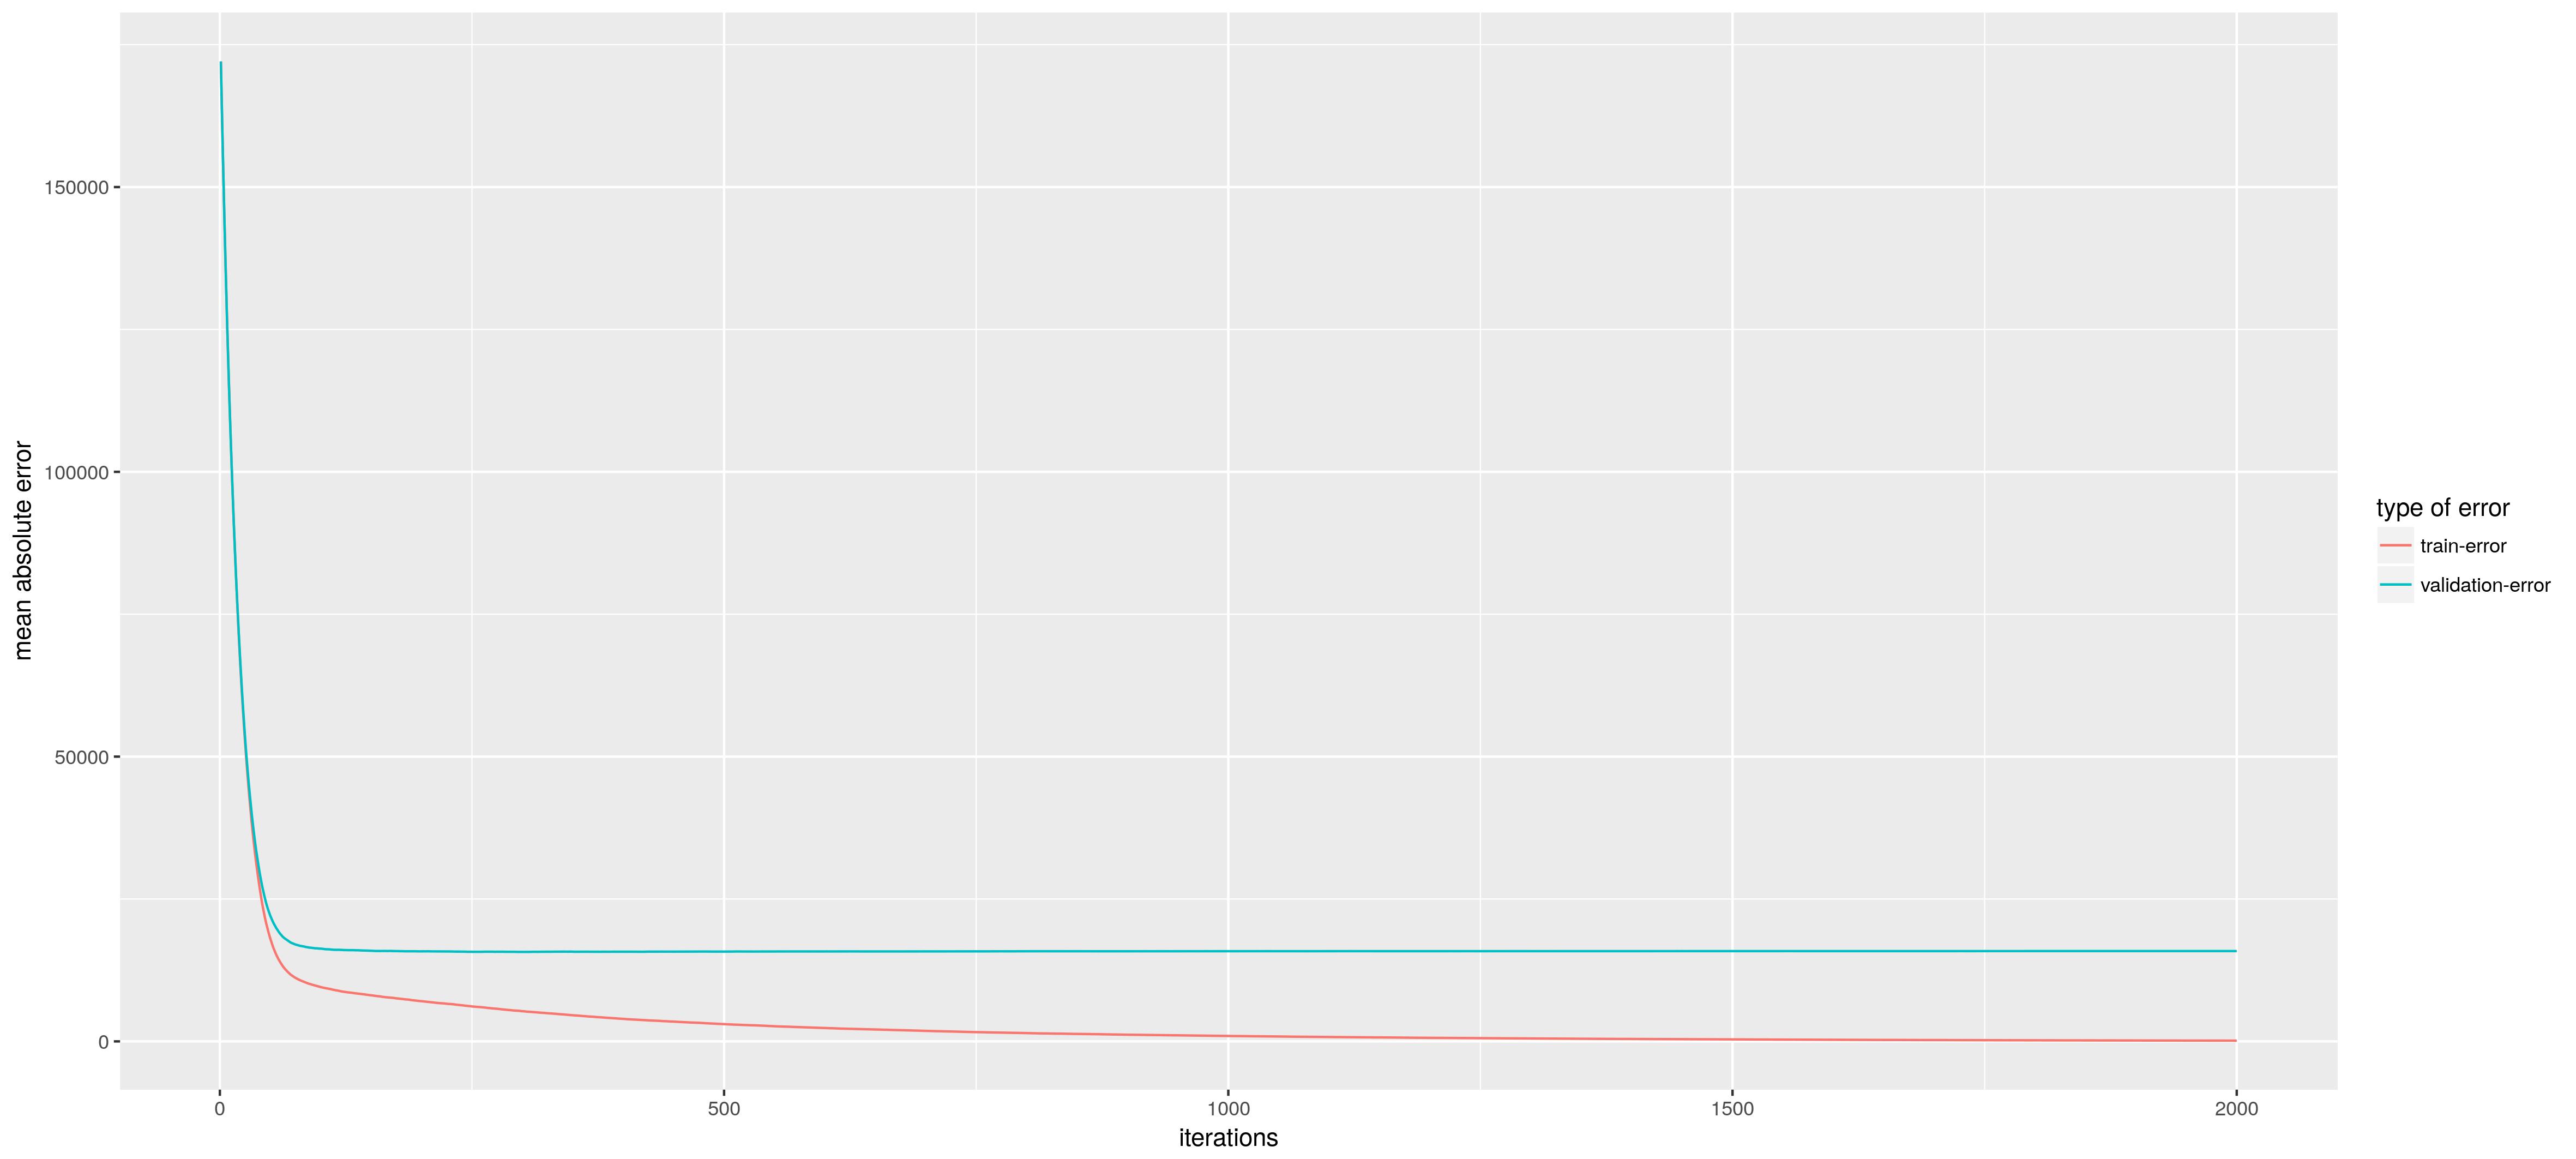 150000
100000
50000
0
mean absolute error
0
500
1000
1500
2000
iterations
type of error
train-error
validation-error